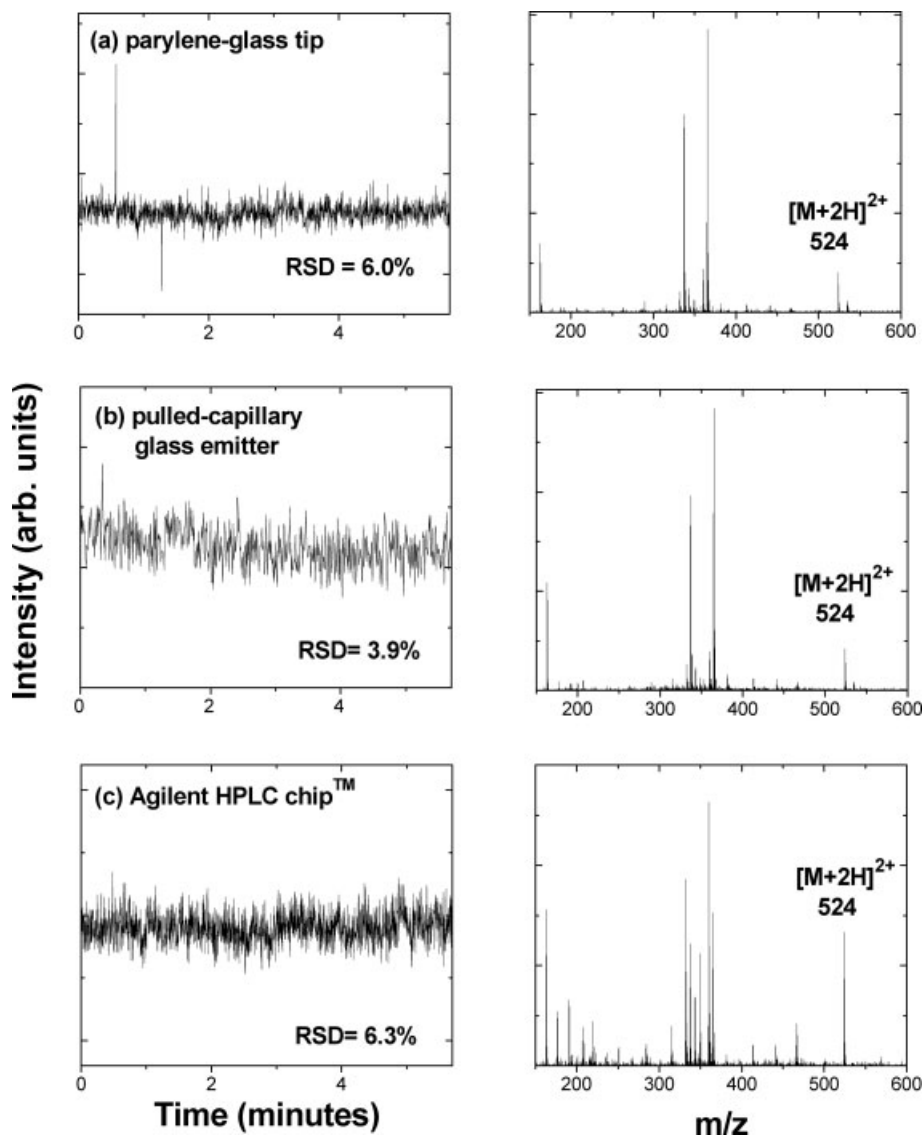 (a) parylene-glass tip
RSD = 6.0%
0 2 4
[M+2H]2+
524
200 300 400 500 600
Intensity (arb. units)
(b) pulled-capillary
glass emitter
RSD= 3.9%
0 2 4
[M+2H]2+
524
200 300 400 500 600
(c) Agilent HPLC chip™
RSD= 6.3%
0 2 4
Time (minutes)
[M+2H]2+
524
200 300 400 500 600
m/z